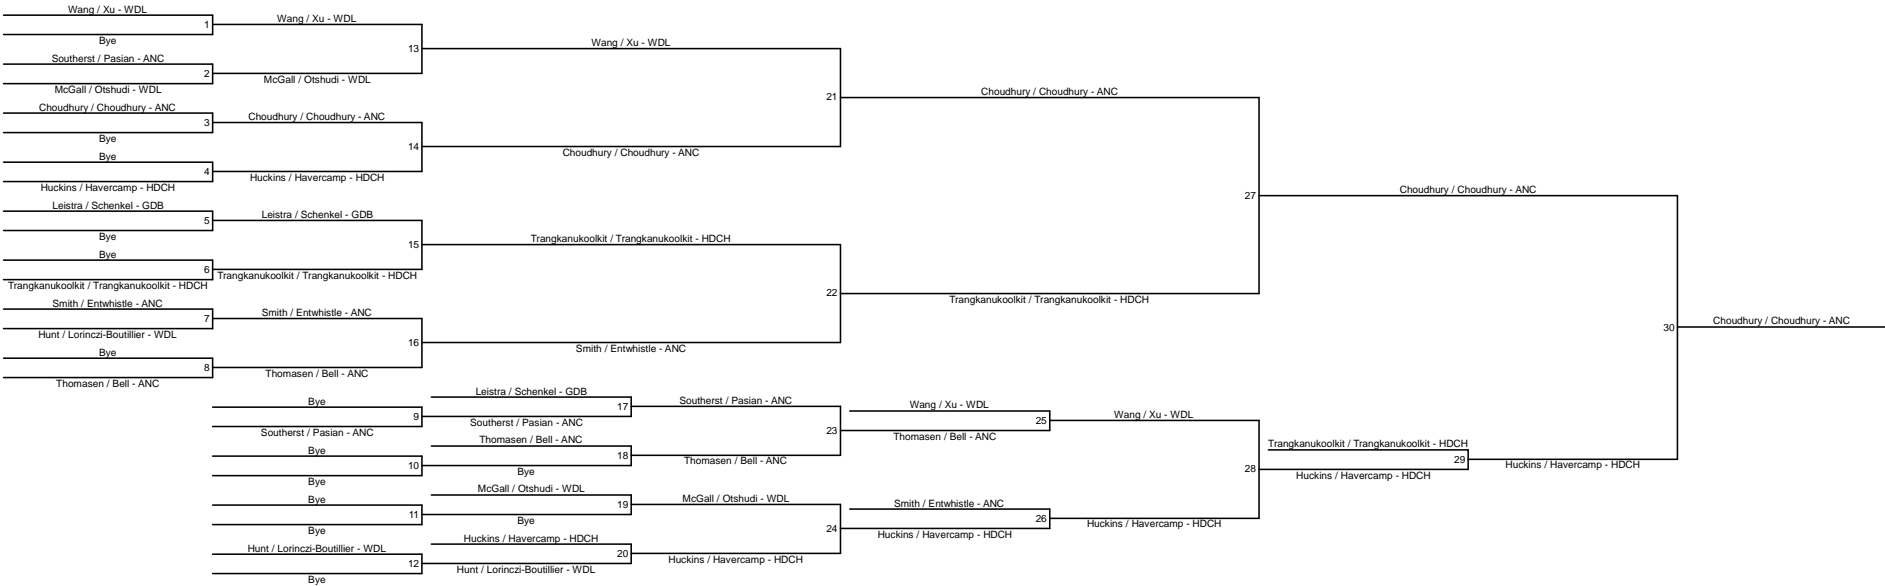 Wang / Xu - WDL
1
Bye
Southerst / Pasian - ANC
2
McGall / Otshudi - WDL
Choudhury / Choudhury - ANC
3
Bye
Bye
4
Huckins / Havercamp - HDCH
Leistra / Schenkel - GDB
5
Bye
Bye
6
Trangkanukoolkit / Trangkanukoolkit - HDCH
Smith / Entwhistle - ANC
7
Hunt / Lorinczi-Boutillier - WDL
Bye
8
Thomasen / Bell - ANC
Wang / Xu - WDL
13
McGall / Otshudi - WDL
Choudhury / Choudhury - ANC
14
Huckins / Havercamp - HDCH
Leistra / Schenkel - GDB
15
Trangkanukoolkit / Trangkanukoolkit - HDCH
Smith / Entwhistle - ANC
16
Thomasen / Bell - ANC
Bye
9
Southerst / Pasian - ANC
Bye
10
Bye
Bye
11
Bye
Hunt / Lorinczi-Boutillier - WDL
12
Bye
Wang / Xu - WDL
21
Choudhury / Choudhury - ANC
Trangkanukoolkit / Trangkanukoolkit - HDCH
22
Smith / Entwhistle - ANC
Leistra / Schenkel - GDB
17
Southerst / Pasian - ANC
Thomasen / Bell - ANC
18
Bye
McGall / Otshudi - WDL
19
Bye
Huckins / Havercamp - HDCH
20
Hunt / Lorinczi-Boutillier - WDL
Southerst / Pasian - ANC
23
Thomasen / Bell - ANC
McGall / Otshudi - WDL
24
Huckins / Havercamp - HDCH
Choudhury / Choudhury - ANC
27
Trangkanukoolkit / Trangkanukoolkit - HDCH
Wang / Xu - WDL
25
Thomasen / Bell - ANC
Smith / Entwhistle - ANC
26
Huckins / Havercamp - HDCH
Wang / Xu - WDL
28
Huckins / Havercamp - HDCH
Choudhury / Choudhury - ANC
30
Trangkanukoolkit / Trangkanukoolkit - HDCH
29
Huckins / Havercamp - HDCH
Huckins / Havercamp - HDCH
Choudhury / Choudhury - ANC